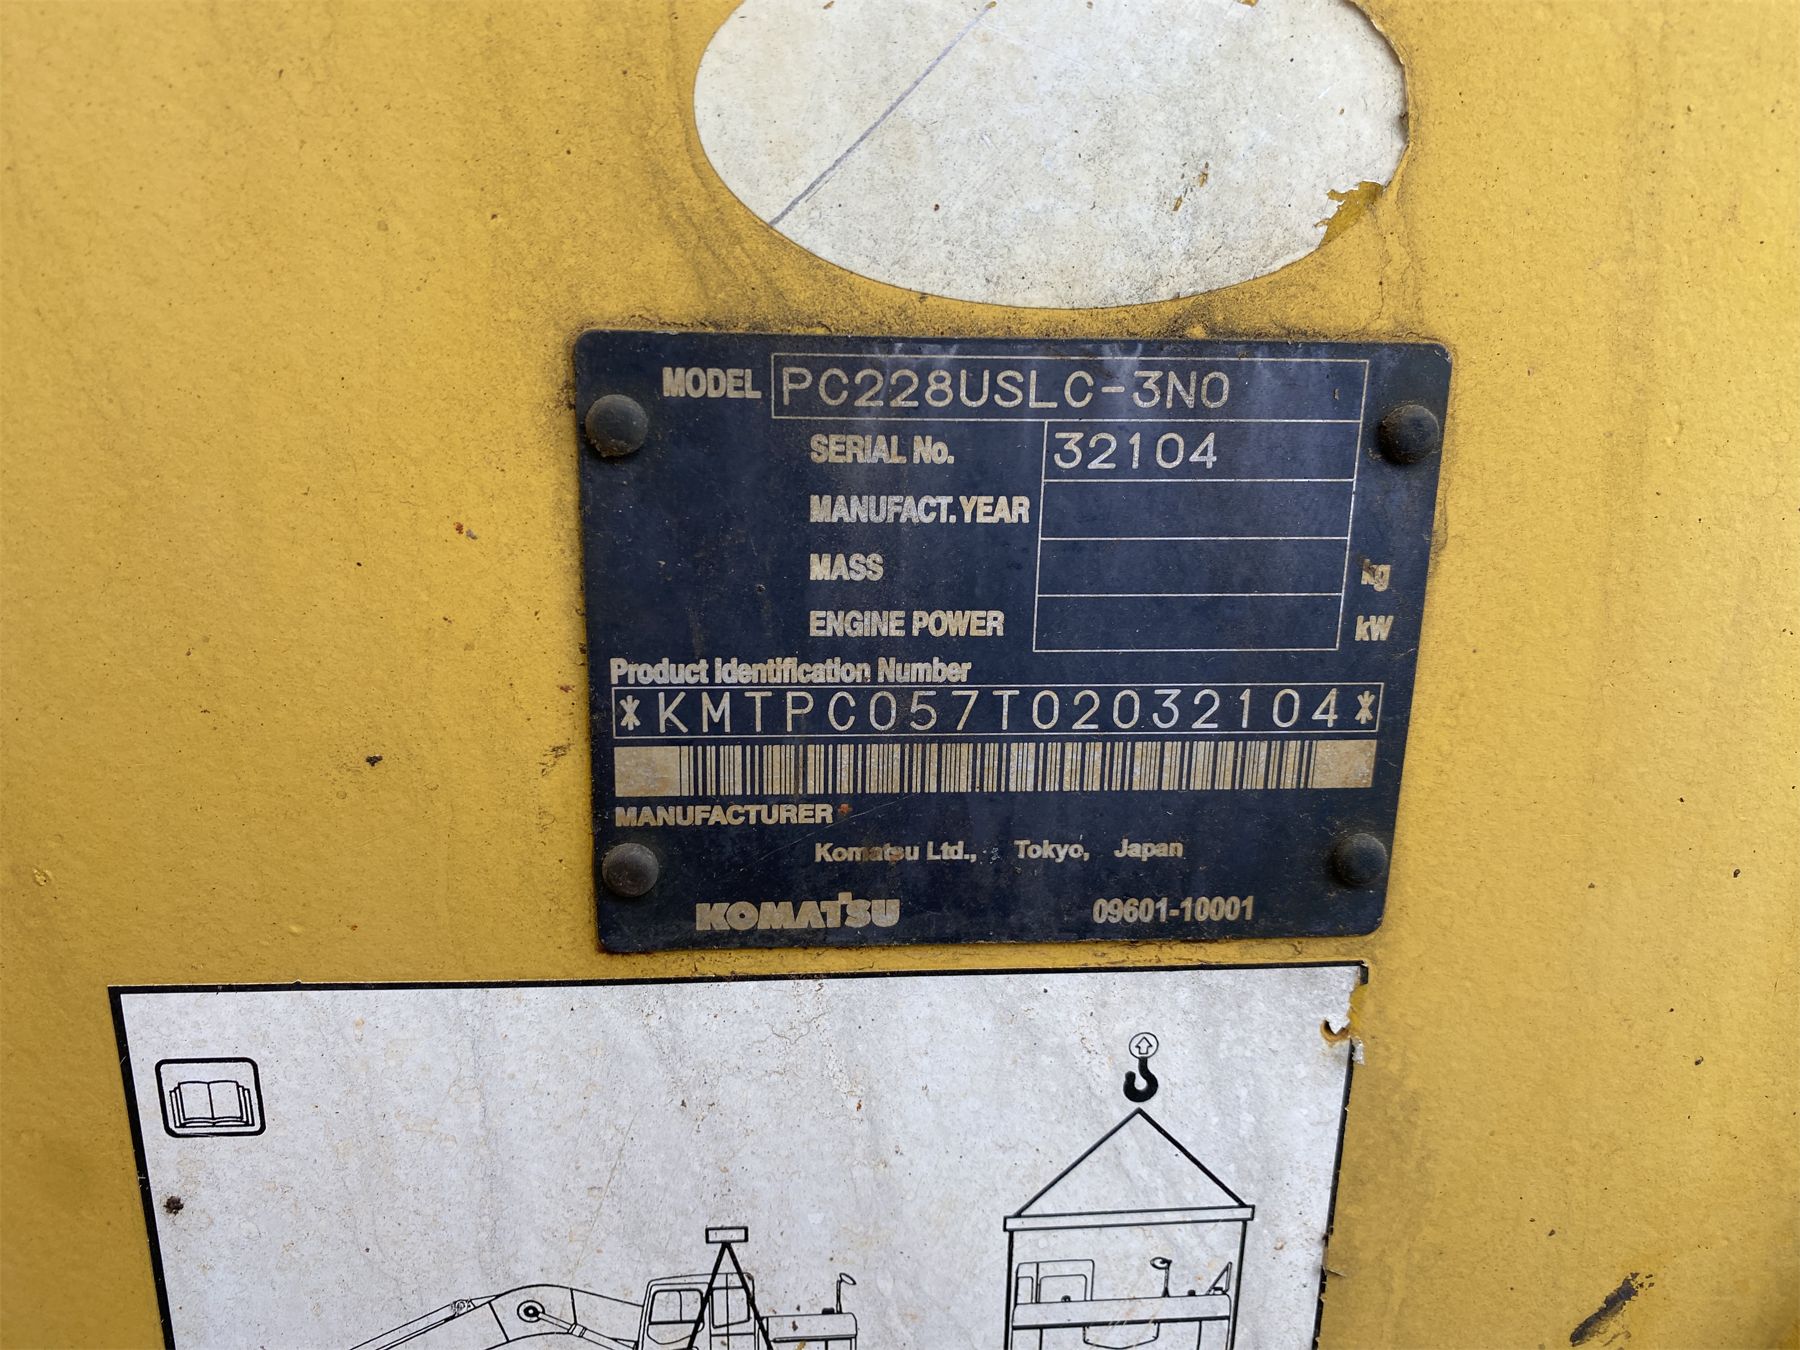 MODEL PC228USLC-3N0
SERIAL No. 32104
MANUFACT. YEAR
MASS kg
ENGINE POWER kW
Product Identification Number
*KMTPC057T02032104*
MANUFACTURER
Komatsu Ltd., Tokyo, Japan
KOMATSU 09601-10001